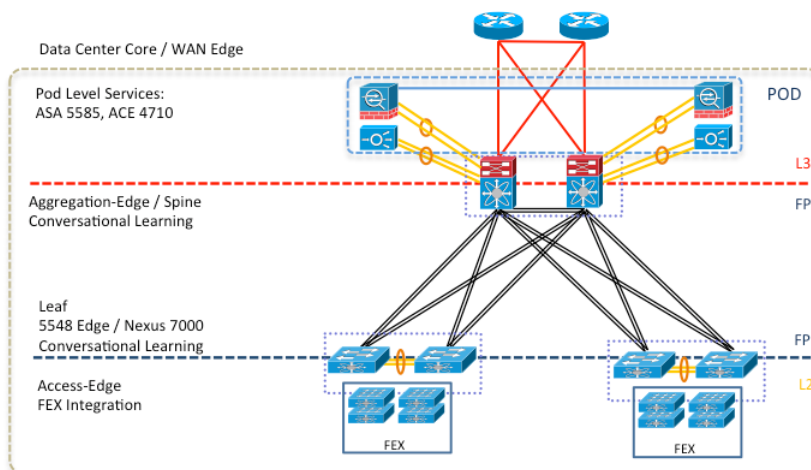 Data Center Core / WAN Edge
Pod Level Services:
ASA 5585, ACE 4710
POD
L3
Aggregation-Edge / Spine
Conversational Learning
FP
Leaf
5548 Edge / Nexus 7000
Conversational Learning
FP
Access-Edge
FEX Integration
L2
FEX
FEX